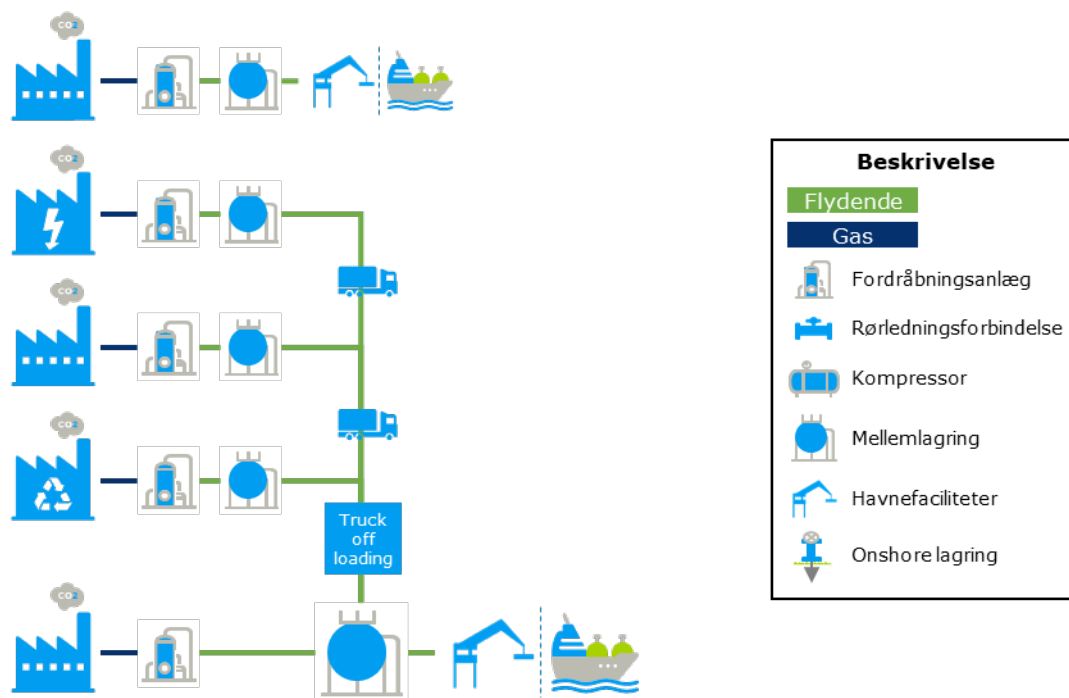 CO2
CO2
CO2
CO2
Truck
off
loading
CO2
Beskrivelse
Flydende
Gas
Fordråbningsanlæg
Rørledningsforbindelse
Kompressor
Mellemlagring
Havnefaciliteter
Onshore lagring